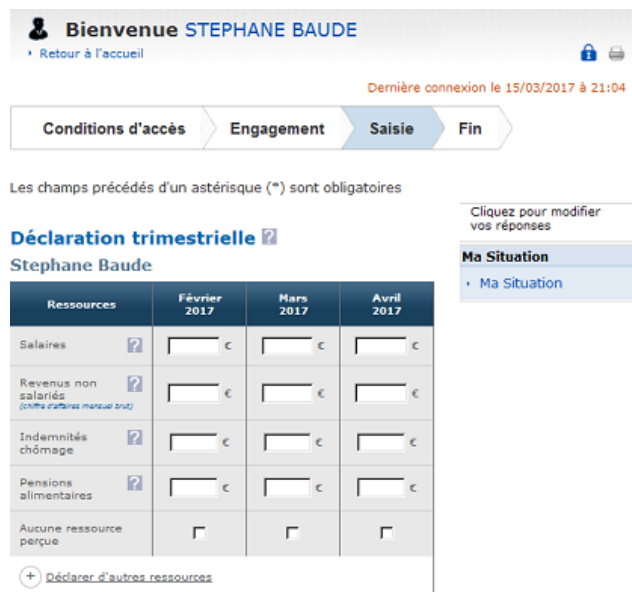 Bienvenue STEPHANE BAUDE
Retour à l'accueil
Dernière connexion le 15/03/2017 à 21:04
Conditions d'accès Engagement Saisie Fin
Les champs précédés d'un astérisque (*) sont obligatoires
Cliquez pour modifier
vos réponses
Ma Situation
Ma Situation
Déclaration trimestrielle ?
Stephane Baude
Ressources Février 2017 Mars 2017 Avril 2017
Salaires ? € € €
Revenus non ?
salariés € € €
(chiffre d'affaires mensuel brut)
Indemnités ? € € €
chômage
Pensions ? € € €
alimentaires
Aucune ressource
perçue
+ Déclarer d'autres ressources